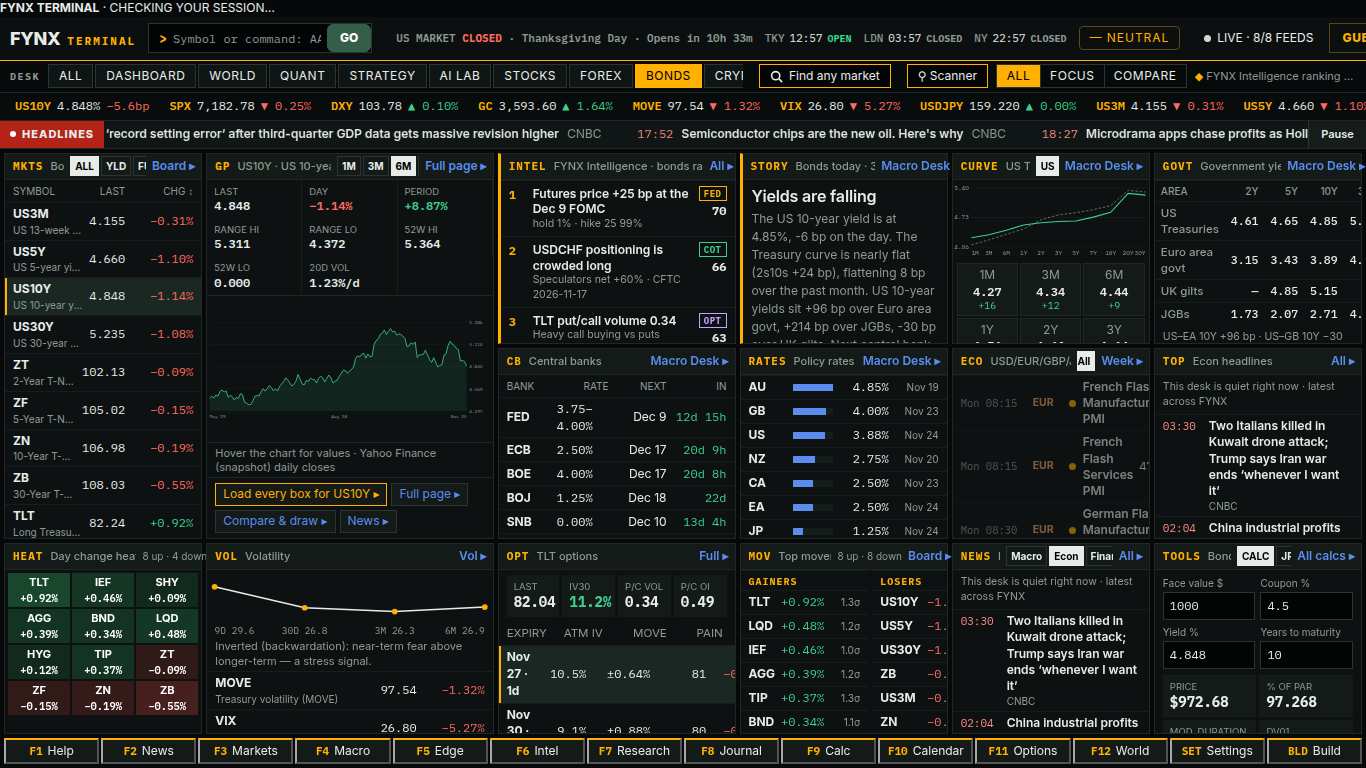 FYNX TERMINAL · CHECKING YOUR SESSION...
FYNX TERMINAL > Symbol or command: GO US MARKET CLOSED · Thanksgiving Day · Opens in 10h 33m TKY 12:57 OPEN LDN 03:57 CLOSED NY 22:57 CLOSED — NEUTRAL ● LIVE · 8/8 FEEDS
DESK ALL DASHBOARD WORLD QUANT STRATEGY AI LAB STOCKS FOREX BONDS Find any market Scanner ALL FOCUS COMPARE ◆ FYNX Intelligence ranking ...
US10Y 4.848% −5.6bp SPX 7,182.78 ▼ 0.25% DXY 103.78 ▲ 0.10% GC 3,593.60 ▲ 1.64% MOVE 97.54 ▼ 1.32% VIX 26.80 ▼ 5.27% USDJPY 159.220 ▲ 0.00% US3M 4.155 ▼ 0.31% US5Y 4.660 ▼ 1.10%
● HEADLINES 'record setting error' after third-quarter GDP data gets massive revision higher CNBC 17:52 Semiconductor chips are the new oil. Here's why CNBC 18:27 Microdrama apps chase profits as Pause
MKTS ALL YLD Board ▸
SYMBOL LAST CHG ↕
US3M 4.155 −0.31%
US 13-week ...
US5Y 4.660 −1.10%
US 5-year yi...
US10Y 4.848 −1.14%
US 10-year y...
US30Y 5.235 −1.08%
US 30-year ...
ZT 102.13 −0.09%
2-Year T-N...
ZF 105.02 −0.15%
5-Year T-N...
ZN 106.98 −0.19%
10-Year T-...
ZB 108.03 −0.55%
30-Year T-...
TLT 82.24 +0.92%
Long Treasu...
GP US10Y · US 10-yea 1M 3M 6M Full page ▸
LAST DAY PERIOD
4.848 −1.14% +8.87%
RANGE HI RANGE LO 52W HI
5.311 4.372 5.364
52W LO 20D VOL
0.000 1.23%/d
Hover the chart for values · Yahoo Finance
(snapshot) daily closes
Load every box for US10Y ▸ Full page ▸
Compare & draw ▸ News ▸
INTEL FYNX Intelligence · bonds ra All ▸
1 Futures price +25 bp at the FED
Dec 9 FOMC 70
hold 1% · hike 25 99%
2 USDCHF positioning is COT
crowded long 66
Speculators net +60% · CFTC
2026-11-17
3 TLT put/call volume 0.34 OPT
Heavy call buying vs puts 63
STORY Bonds today · Macro Desk
Yields are falling
The US 10-year yield is at
4.85%, -6 bp on the day. The
Treasury curve is nearly flat
(2s10s +24 bp), flattening 8 bp
over the past month. US 10-year
yields sit +96 bp over Euro area
govt, +214 bp over JGBs, -30 bp
CURVE US T US Macro Desk ▸
1M 3M 6M
4.27 4.34 4.44
+16 +12 +9
1Y 2Y 3Y
GOVT Government yie Macro Desk ▸
AREA 2Y 5Y 10Y
US Treasuries 4.61 4.65 4.85
Euro area govt 3.15 3.43 3.89
UK gilts — 4.85 5.15
JGBs 1.73 2.07 2.71
US–EA 10Y +96 bp · US–GB 10Y −30
CB Central banks Macro Desk ▸
BANK RATE NEXT IN
FED 3.75–4.00% Dec 9 12d 15h
ECB 2.50% Dec 17 20d 9h
BOE 4.00% Dec 17 20d 8h
BOJ 1.25% Dec 18 22d
SNB 0.00% Dec 10 13d 4h
RATES Policy rates Macro Desk ▸
AU 4.85% Nov 19
GB 4.00% Nov 23
US 3.88% Nov 24
NZ 2.75% Nov 20
CA 2.50% Nov 23
EA 2.50% Nov 24
JP 1.25% Nov 24
ECO USD/EUR/GBP/ All Week ▸
Mon 08:15 EUR ● French Flas Manufactur PMI
Mon 08:15 EUR ● French Flash Services PMI
Mon 08:30 EUR ● German Flas Manufactur
TOP Econ headlines All ▸
This desk is quiet right now · latest
across FYNX
03:30 Two Italians killed in
Kuwait drone attack;
Trump says Iran war
ends 'whenever I want
it'
CNBC
02:04 China industrial profits
HEAT Day change hea 8 up · 4 down
TLT IEF SHY
+0.92% +0.46% +0.09%
AGG BND LQD
+0.39% +0.34% +0.48%
HYG TIP ZT
+0.12% +0.37% −0.09%
ZF ZN ZB
−0.15% −0.19% −0.55%
VOL Volatility Vol ▸
9D 29.6 30D 26.8 3M 26.3 6M 26.9
Inverted (backwardation): near-term fear above
longer-term — a stress signal.
MOVE 97.54 −1.32%
Treasury volatility (MOVE)
VIX 26.80 −5.27%
OPT TLT options Full ▸
LAST IV30 P/C VOL P/C OI
82.04 11.2% 0.34 0.49
EXPIRY ATM IV MOVE PAIN
Nov 27 · 1d 10.5% ±0.64% 81
Nov 30 · 9.1% ±0.88% 80
MOV Top move 8 up · 8 down Board ▸
GAINERS LOSERS
TLT +0.92% 1.3σ US10Y
LQD +0.48% 1.2σ US5Y
IEF +0.46% 1.0σ US30Y
AGG +0.39% 1.2σ ZB
TIP +0.37% 1.3σ US3M
BND +0.34% 1.1σ ZN
NEWS Macro Econ Finar All ▸
This desk is quiet right now · latest
across FYNX
03:30 Two Italians killed in
Kuwait drone attack;
Trump says Iran war
ends 'whenever I want
it'
CNBC
02:04 China industrial profits
TOOLS CALC All calcs ▸
Face value $ Coupon %
1000 4.5
Yield % Years to maturity
4.848 10
PRICE % OF PAR
$972.68 97.268
MOD. DURATION DV01
F1 Help F2 News F3 Markets F4 Macro F5 Edge F6 Intel F7 Research F8 Journal F9 Calc F10 Calendar F11 Options F12 World SET Settings BLD Build